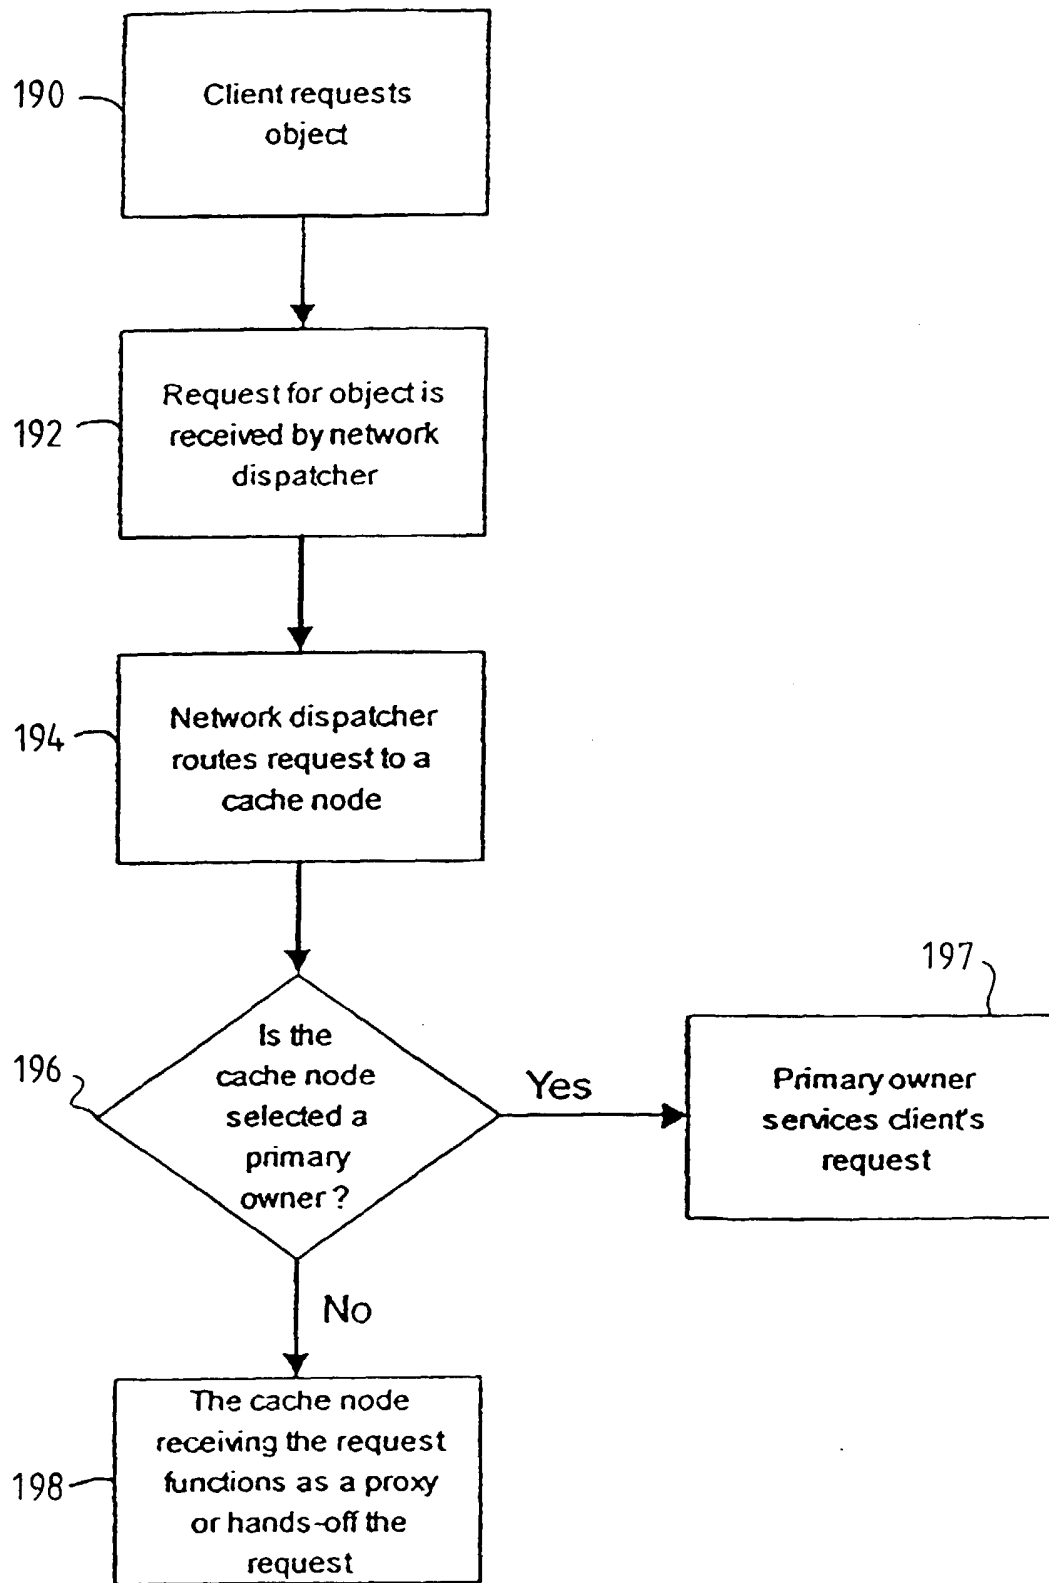 190
Client requests
object
192
Request for object is
received by network
dispatcher
194
Network dispatcher
routes request to a
cache node
196
Is the
cache node
selected a
primary
owner ?
Yes
197
Primary owner
services client's
request
No
198
The cache node
receiving the request
functions as a proxy
or hands-off the
request